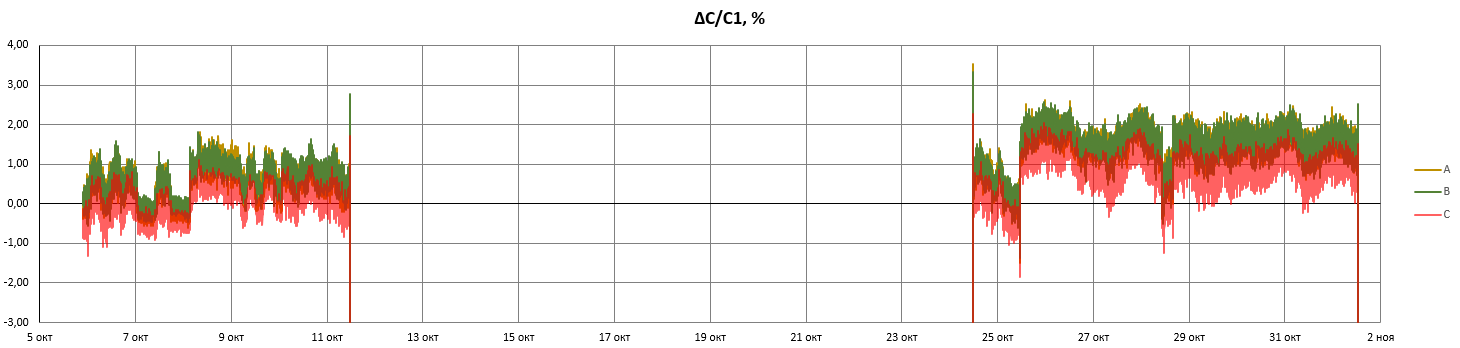 ΔC/C1, %
4,00
3,00
2,00
1,00
0,00
-1,00
-2,00
-3,00
5 окт 7 окт 9 окт 11 окт 13 окт 15 окт 17 окт 19 окт 21 окт 23 окт 25 окт 27 окт 29 окт 31 окт 2 ноя
A
B
C